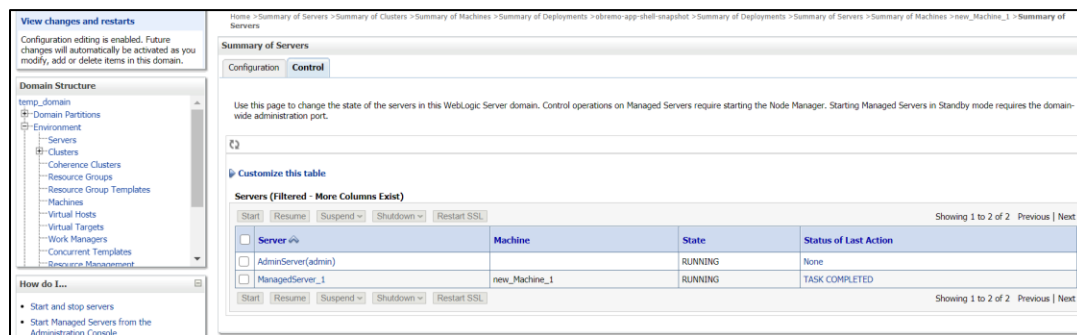 View changes and restarts
Configuration editing is enabled. Future
changes will automatically be activated as you
modify, add or delete items in this domain.
Domain Structure
temp_domain
Domain Partitions
Environment
Servers
Clusters
Coherence Clusters
Resource Groups
Resource Group Templates
Machines
Virtual Hosts
Virtual Targets
Work Managers
Concurrent Templates
Resource Management
How do I...
Start and stop servers
Start Managed Servers from the
Administration Console
Home >Summary of Servers >Summary of Clusters >Summary of Machines >Summary of Deployments >obremo-app-shell-snapshot >Summary of Deployments >Summary of Servers >Summary of Machines >new_Machine_1 >Summary of
Servers
Summary of Servers
Configuration Control
Use this page to change the state of the servers in this WebLogic Server domain. Control operations on Managed Servers require starting the Node Manager. Starting Managed Servers in Standby mode requires the domain-
wide administration port.
Customize this table
Servers (Filtered - More Columns Exist)
Start Resume Suspend Shutdown Restart SSL Showing 1 to 2 of 2 Previous | Next
Server Machine State Status of Last Action
AdminServer(admin) RUNNING None
ManagedServer_1 new_Machine_1 RUNNING TASK COMPLETED
Start Resume Suspend Shutdown Restart SSL Showing 1 to 2 of 2 Previous | Next